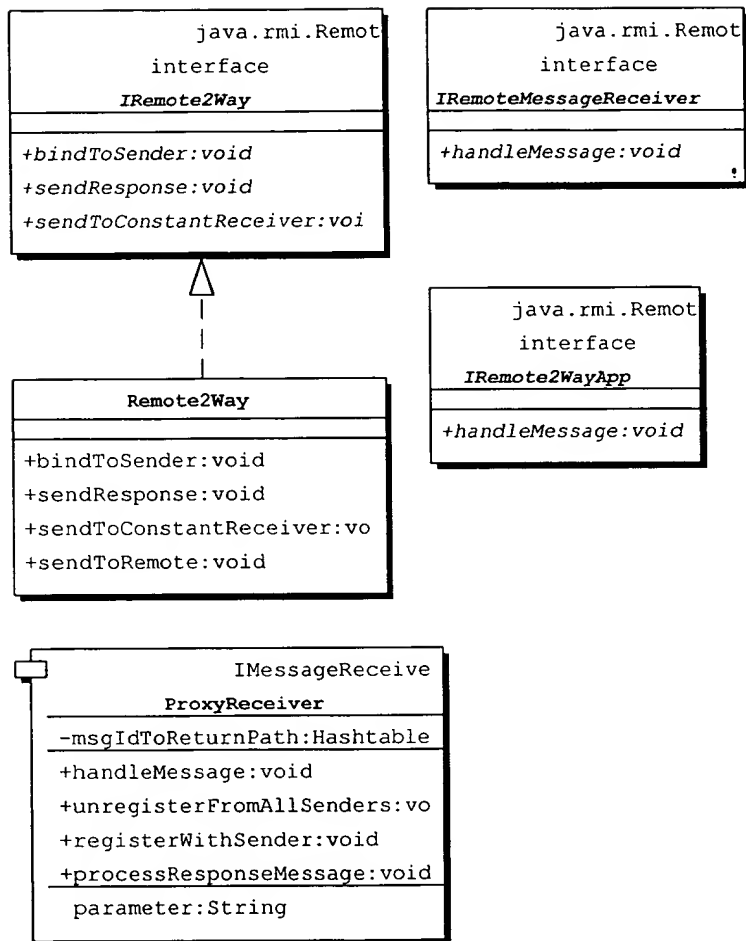 java.rmi.Remot
interface
IRemote2Way
+bindToSender:void
+sendResponse:void
+sendToConstantReceiver:voi
java.rmi.Remot
interface
IRemoteMessageReceiver
+handleMessage:void
java.rmi.Remot
interface
IRemote2WayApp
+handleMessage:void
Remote2Way
+bindToSender:void
+sendResponse:void
+sendToConstantReceiver:vo
+sendToRemote:void
IMessageReceive
ProxyReceiver
-msgIdToReturnPath:Hashtable
+handleMessage:void
+unregisterFromAllSenders:vo
+registerWithSender:void
+processResponseMessage:void
parameter:String